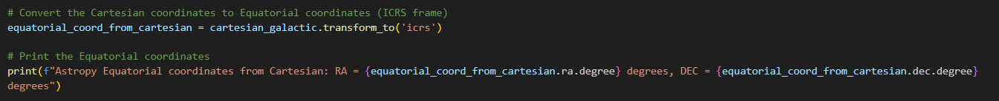 # Convert the Cartesian coordinates to Equatorial coordinates (ICRS frame)
equatorial_coord_from_cartesian = cartesian_galactic.transform_to('icrs')
# Print the Equatorial coordinates
print(f"Astropy Equatorial coordinates from Cartesian: RA = {equatorial_coord_from_cartesian.ra.degree} degrees, DEC = {equatorial_coord_from_cartesian.dec.degree}
degrees")